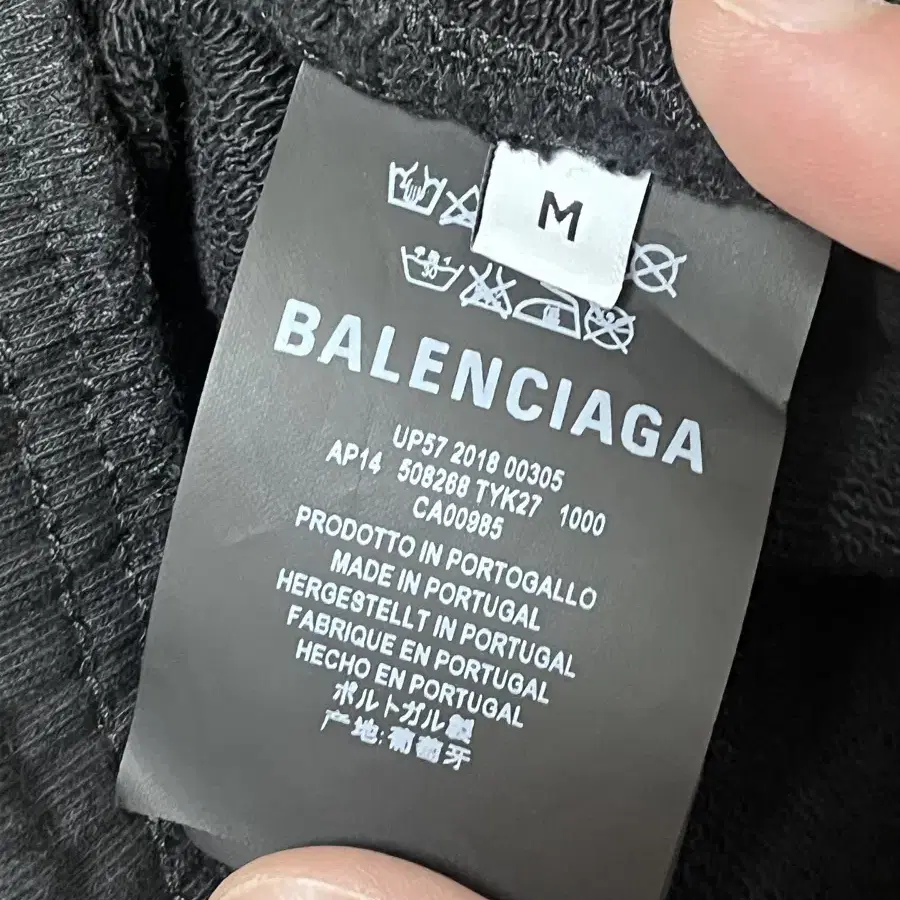 M
30
BALENCIAGA
UP57 2018 00305
AP14 508268 TYK27 1000
CA00985
PRODOTTO IN PORTOGALLO
MADE IN PORTUGAL
HERGESTELLT IN PORTUGAL
FABRIQUE EN PORTUGAL
HECHO EN PORTUGAL
ポルトガル製
产地:葡萄牙